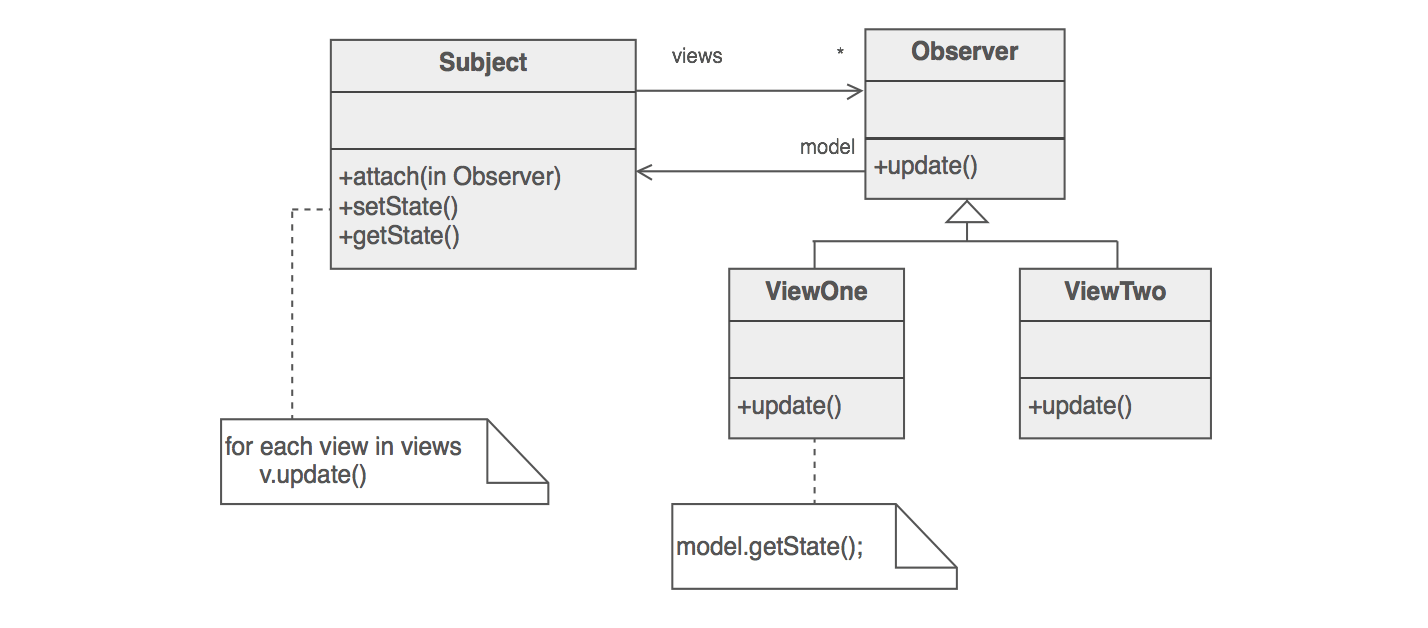 Subject
+attach(in Observer)
+setState()
+getState()
views
*
model
Observer
+update()
ViewOne
+update()
ViewTwo
+update()
for each view in views
v.update()
model.getState();